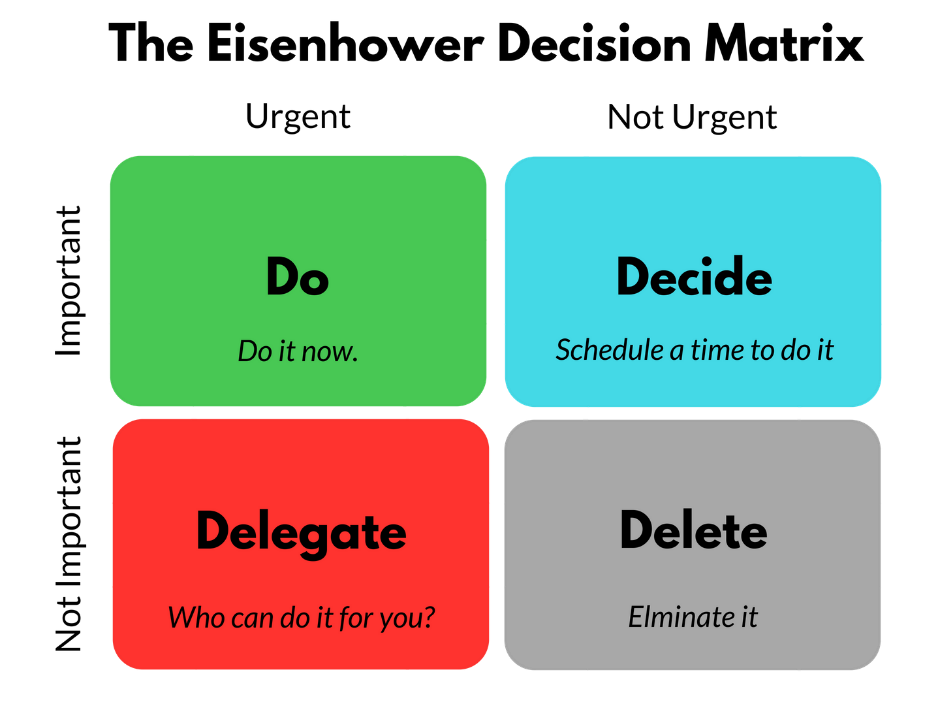 The Eisenhower Decision Matrix
Urgent
Not Urgent
Important
Do
Do it now.
Decide
Schedule a time to do it
Not Important
Delegate
Who can do it for you?
Delete
Elminate it